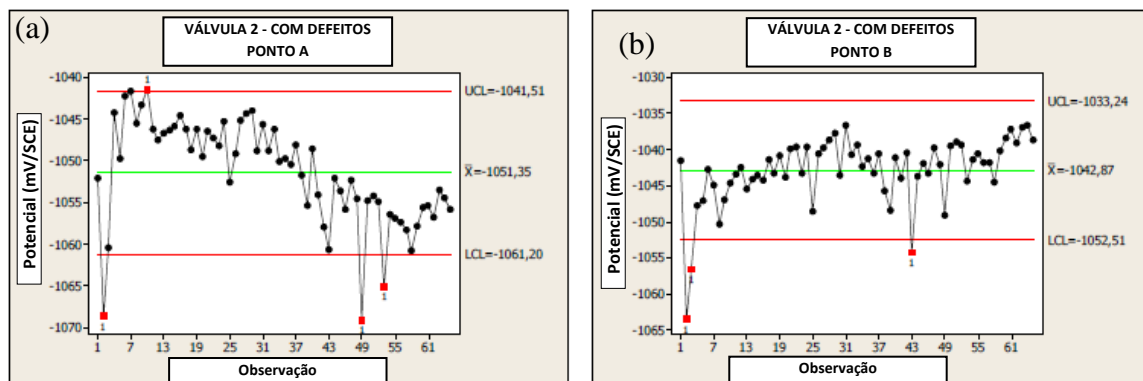 (a)
VÁLVULA 2 - COM DEFEITOS
PONTO A
Potencial (mV/SCE)
-1040
-1045
-1050
-1055
-1060
-1065
-1070
UCL=-1041,51
X̅=-1051,35
LCL=-1061,20
1
1
1
1
1 7 13 19 25 31 37 43 49 55 61
Observação
(b)
VÁLVULA 2 - COM DEFEITOS
PONTO B
Potencial (mV/SCE)
-1030
-1035
-1040
-1045
-1050
-1055
-1060
-1065
UCL=-1033,24
X̅=-1042,87
LCL=-1052,51
1
1
1
1 7 13 19 25 31 37 43 49 55 61
Observação